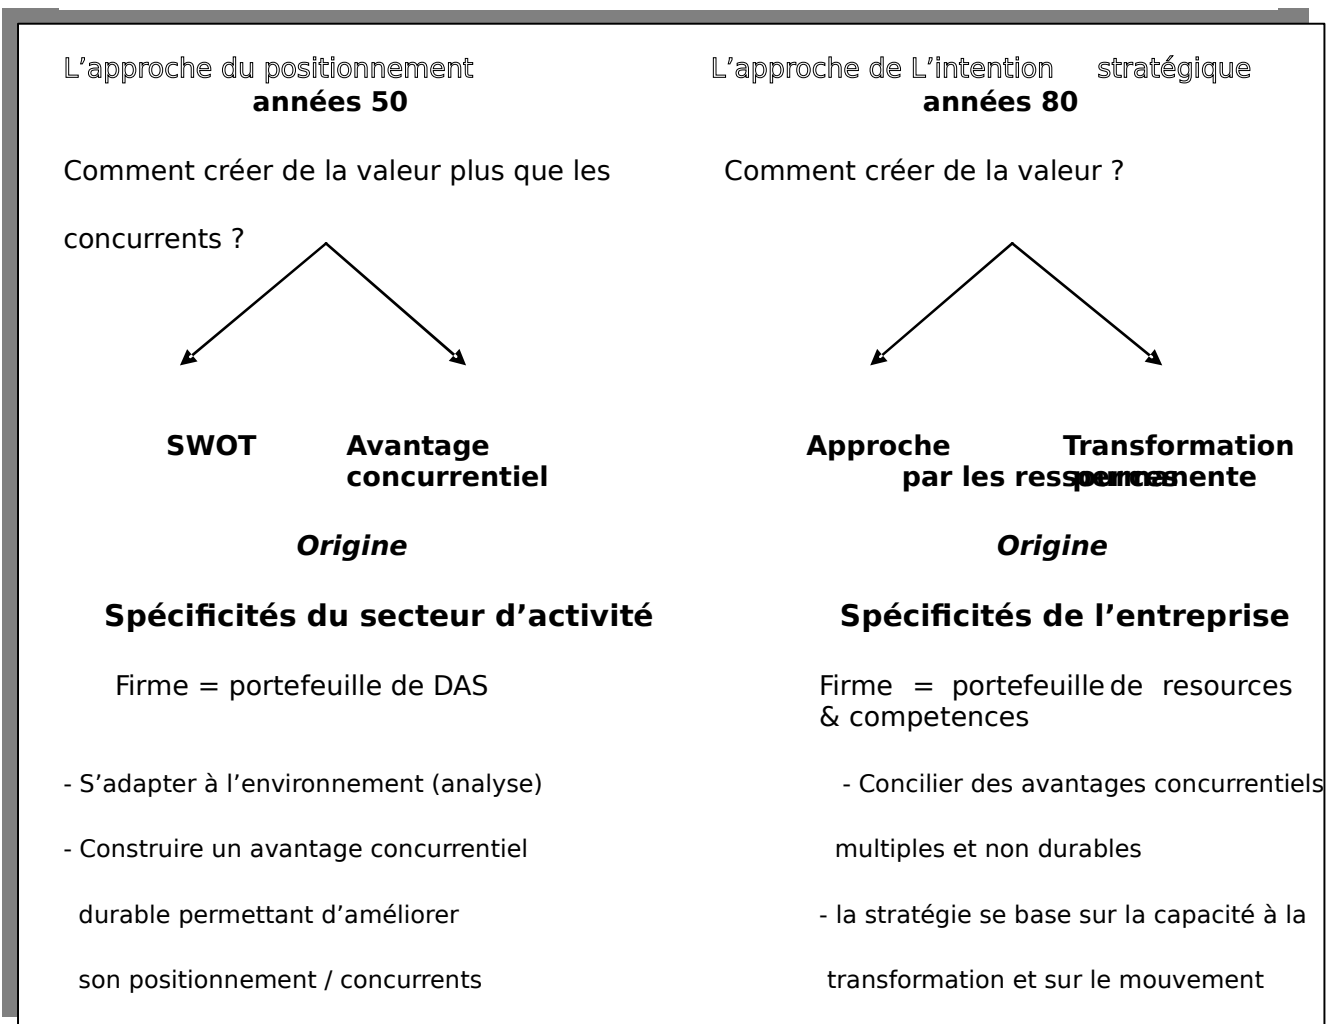 L’approche du positionnement
années 50
Comment créer de la valeur plus que les
concurrents ?
SWOT
Avantage
concurrentiel
Origine
Spécificités du secteur d’activité
Firme = portefeuille de DAS
- S’adapter à l’environnement (analyse)
- Construire un avantage concurrentiel
durable permettant d’améliorer
son positionnement / concurrents
L’approche de L’intention stratégique
années 80
Comment créer de la valeur ?
Approche
par les ressources
Transformation
permanente
Origine
Spécificités de l’entreprise
Firme = portefeuille de resources
& competences
- Concilier des avantages concurrentiels
multiples et non durables
- la stratégie se base sur la capacité à la
transformation et sur le mouvement